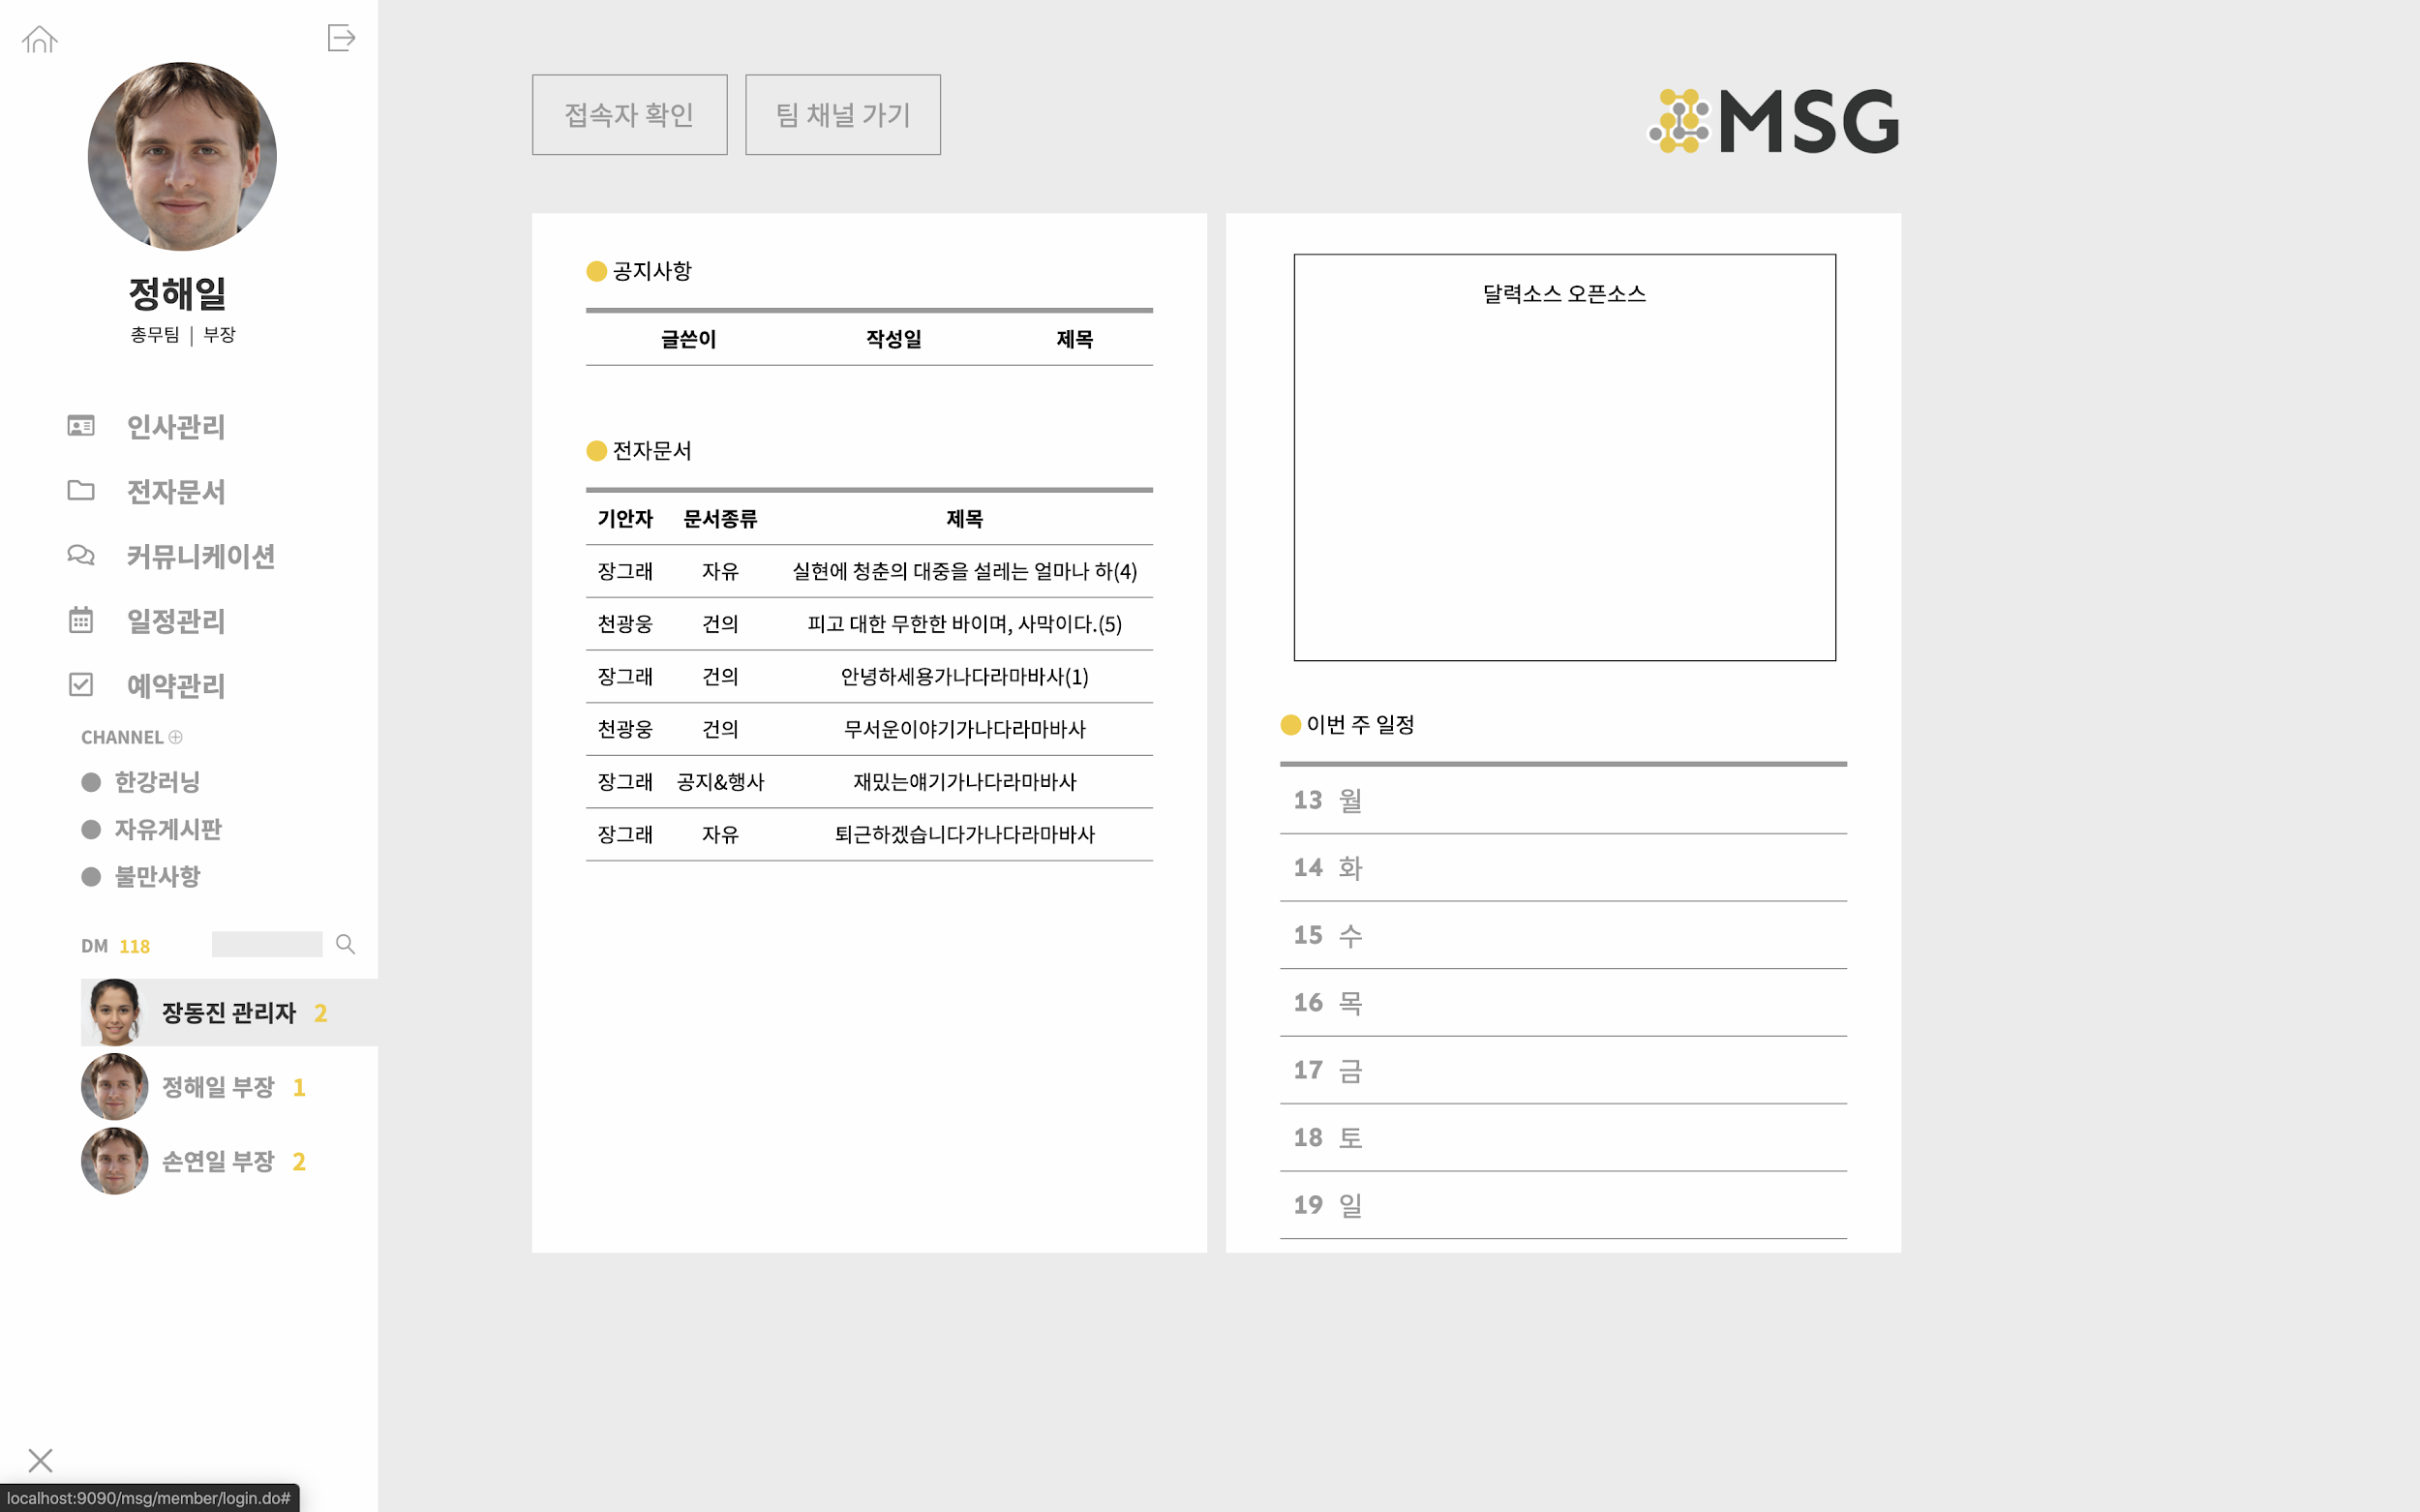 정해일
총무팀 | 부장
인사관리
전자문서
커뮤니케이션
일정관리
예약관리
CHANNEL
한강러닝
자유게시판
불만사항
DM 118
장동진 관리자 2
정해일 부장 1
손연일 부장 2
localhost:9090/msg/member/login.do#
접속자 확인
팀 채널 가기
MSG
공지사항
글쓴이 작성일 제목
전자문서
기안자 문서종류 제목
장그래 자유 실현에 청춘의 대중을 설레는 얼마나 하(4)
천광웅 건의 피고 대한 무한한 바이며, 사막이다.(5)
장그래 건의 안녕하세용가나다라마바사(1)
천광웅 건의 무서운이야기가나다라마바사
장그래 공지&행사 재밌는얘기가나다라마바사
장그래 자유 퇴근하겠습니다가나다라마바사
달력소스 오픈소스
이번 주 일정
13 월
14 화
15 수
16 목
17 금
18 토
19 일